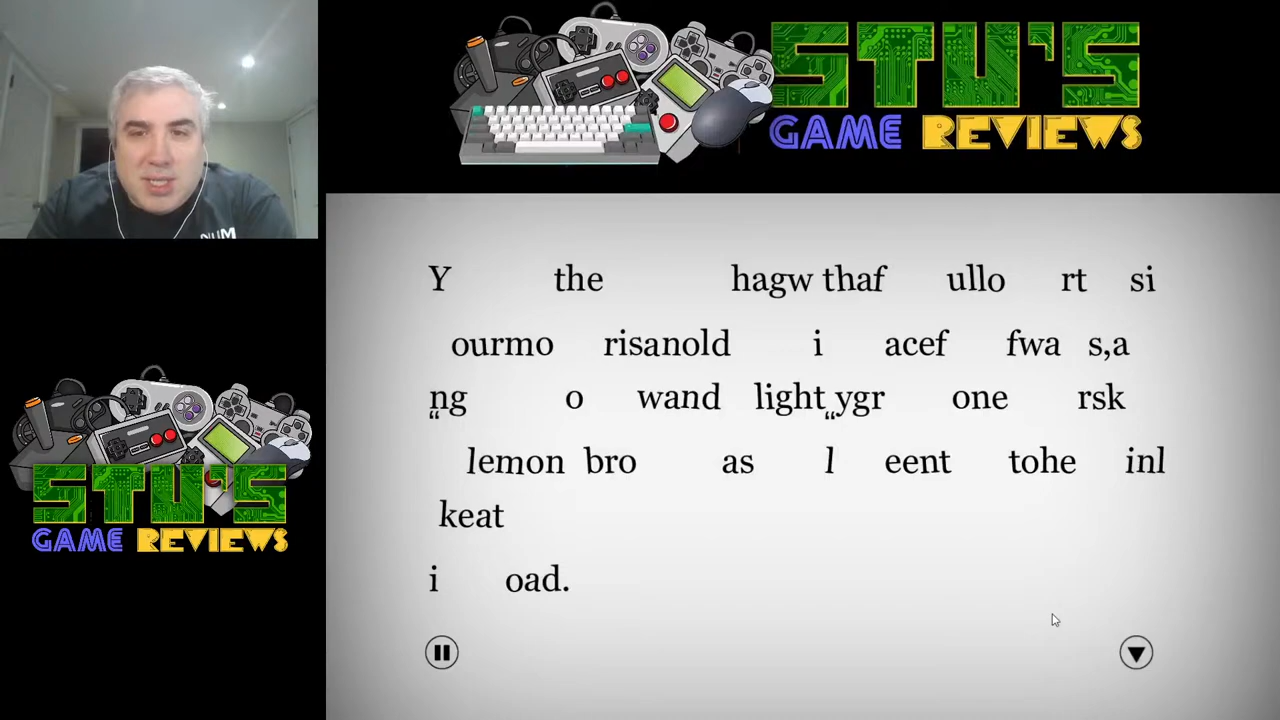 STU'S
GAME REVIEWS
Y the hagw thaf ullo rt si
ourmo risanold i acef fwa s,a
ng o wand light ygr one rsk
“ “
lemon bro as l eent tohe inl
keat
i oad.
STU'S
GAME REVIEWS